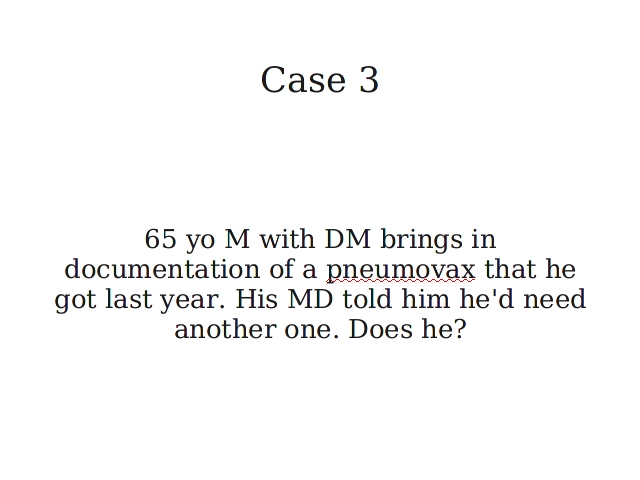 Case 3
65 yo M with DM brings in
documentation of a pneumovax that he
got last year. His MD told him he'd need
another one. Does he?